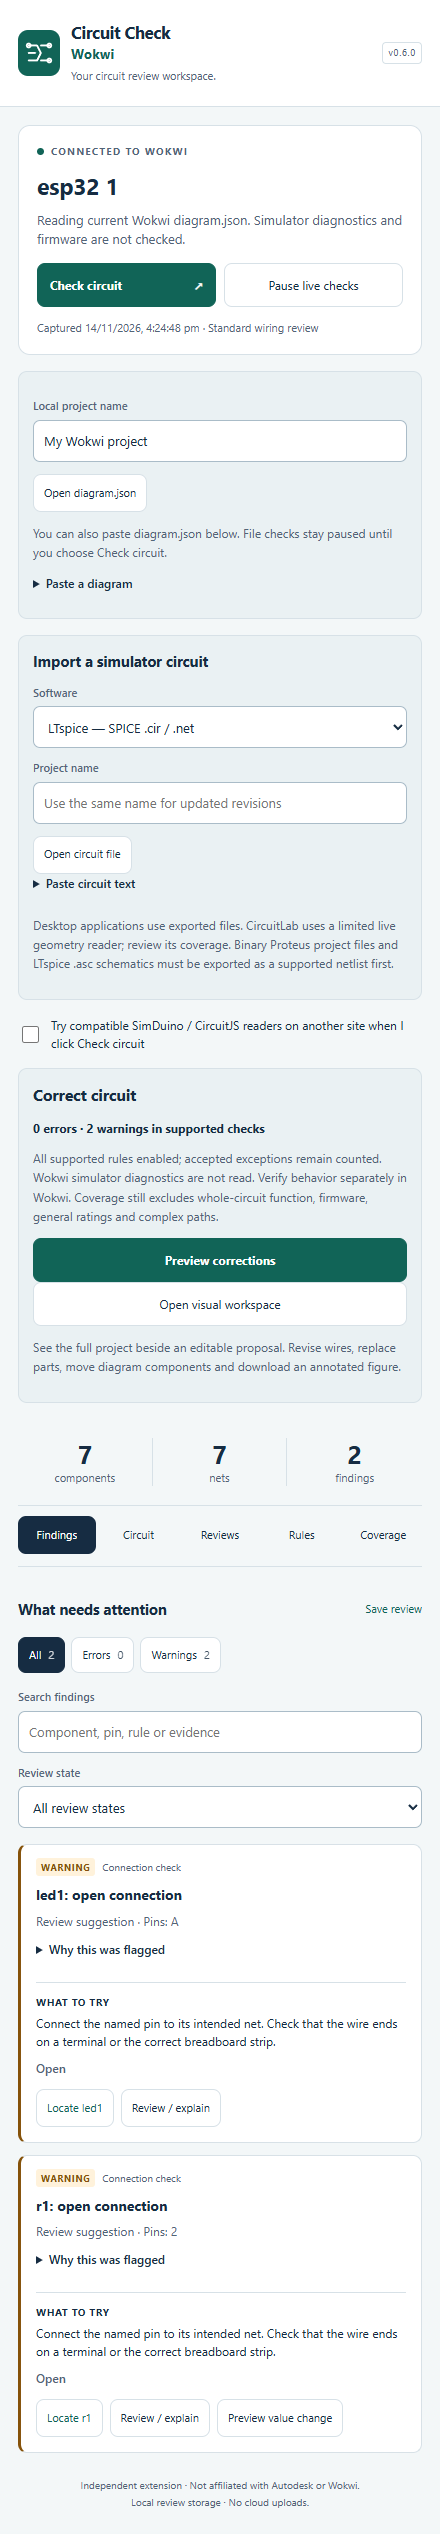 Circuit Check
Wokwi
Your circuit review workspace.
v0.6.0
CONNECTED TO WOKWI
esp32 1
Reading current Wokwi diagram.json. Simulator diagnostics and
firmware are not checked.
Check circuit ↗
Pause live checks
Captured 14/11/2026, 4:24:48 pm · Standard wiring review
Local project name
My Wokwi project
Open diagram.json
You can also paste diagram.json below. File checks stay paused until
you choose Check circuit.
Paste a diagram
Import a simulator circuit
Software
LTspice — SPICE .cir / .net
Project name
Use the same name for updated revisions
Open circuit file
Paste circuit text
Desktop applications use exported files. CircuitLab uses a limited live
geometry reader; review its coverage. Binary Proteus project files and
LTspice .asc schematics must be exported as a supported netlist first.
Try compatible SimDuino / CircuitJS readers on another site when I
click Check circuit
Correct circuit
0 errors · 2 warnings in supported checks
All supported rules enabled; accepted exceptions remain counted.
Wokwi simulator diagnostics are not read. Verify behavior separately in
Wokwi. Coverage still excludes whole-circuit function, firmware,
general ratings and complex paths.
Preview corrections
Open visual workspace
See the full project beside an editable proposal. Revise wires, replace
parts, move diagram components and download an annotated figure.
7 7 2
components nets findings
Findings Circuit Reviews Rules Coverage
What needs attention
Save review
All 2 Errors 0 Warnings 2
Search findings
Component, pin, rule or evidence
Review state
All review states
WARNING Connection check
led1: open connection
Review suggestion · Pins: A
Why this was flagged
WHAT TO TRY
Connect the named pin to its intended net. Check that the wire ends
on a terminal or the correct breadboard strip.
Open
Locate led1 Review / explain
WARNING Connection check
r1: open connection
Review suggestion · Pins: 2
Why this was flagged
WHAT TO TRY
Connect the named pin to its intended net. Check that the wire ends
on a terminal or the correct breadboard strip.
Open
Locate r1 Review / explain Preview value change
Independent extension · Not affiliated with Autodesk or Wokwi.
Local review storage · No cloud uploads.